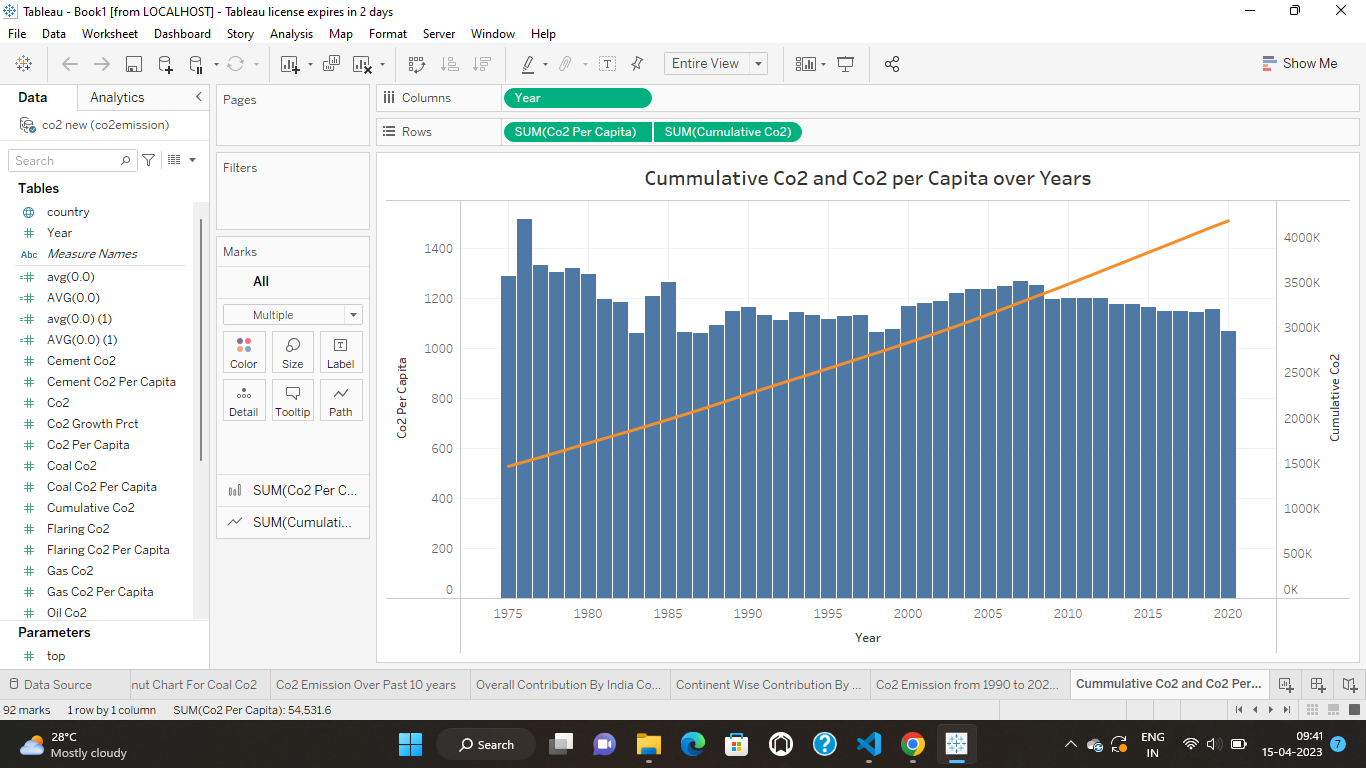 Tableau - Book1 [from LOCALHOST] - Tableau license expires in 2 days
File Data Worksheet Dashboard Story Analysis Map Format Server Window Help
Entire View
Show Me
Data Analytics
co2 new (co2emission)
Search
Tables
country
Year
Abc Measure Names
=# avg(0.0)
=# AVG(0.0)
=# avg(0.0) (1)
=# AVG(0.0) (1)
# Cement Co2
# Cement Co2 Per Capita
# Co2
# Co2 Growth Prct
# Co2 Per Capita
# Coal Co2
# Coal Co2 Per Capita
# Cumulative Co2
# Flaring Co2
# Flaring Co2 Per Capita
# Gas Co2
# Gas Co2 Per Capita
# Oil Co2
Parameters
# top
Pages
Filters
Marks
All
Multiple
Color Size Label
Detail Tooltip Path
SUM(Co2 Per C...
SUM(Cumulati...
Columns Year
Rows SUM(Co2 Per Capita) SUM(Cumulative Co2)
Cummulative Co2 and Co2 per Capita over Years
Co2 Per Capita
1400
1200
1000
800
600
400
200
0
4000K
3500K
3000K
2500K
2000K
1500K
1000K
500K
0K
Cumulative Co2
1975 1980 1985 1990 1995 2000 2005 2010 2015 2020
Year
Data Source nut Chart For Coal Co2 Co2 Emission Over Past 10 years Overall Contribution By India Co... Continent Wise Contribution By ... Co2 Emission from 1990 to 202... Cummulative Co2 and Co2 Per...
92 marks 1 row by 1 column SUM(Co2 Per Capita): 54,531.6
28°C
Mostly cloudy
Search
ENG
IN
09:41
15-04-2023
7